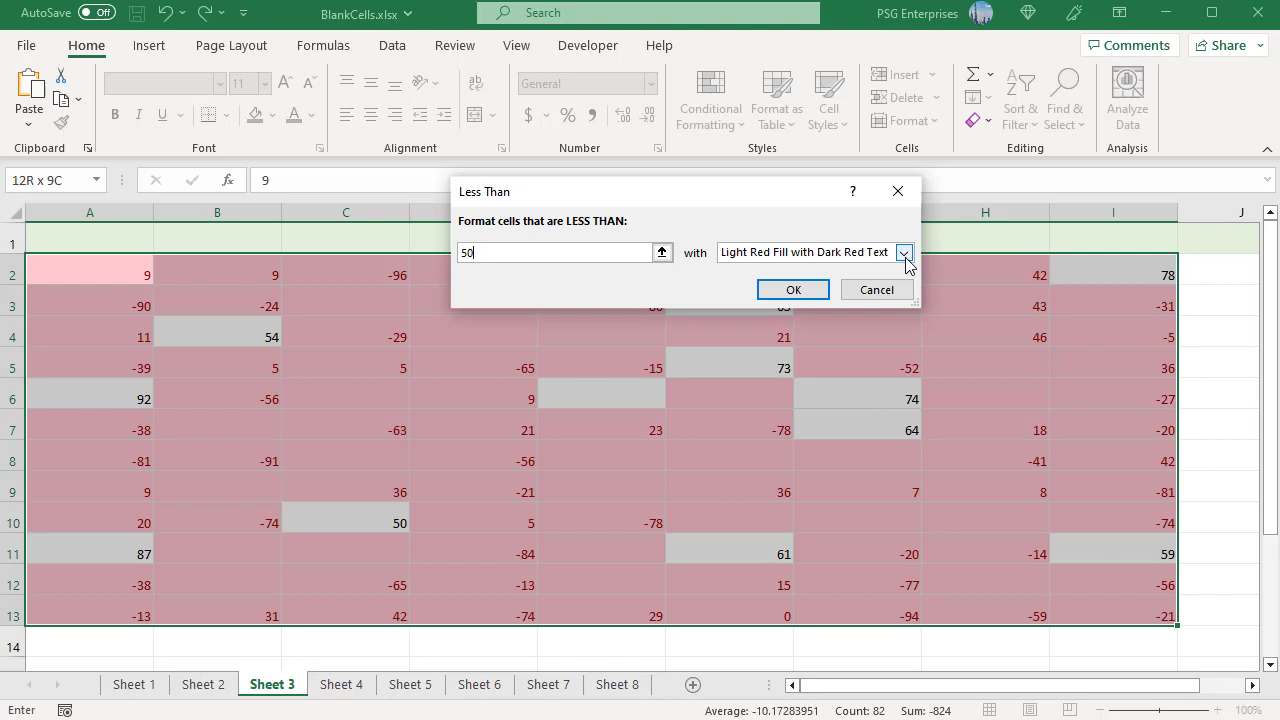 AutoSave Off BlankCells.xlsx Search PSG Enterprises
File Home Insert Page Layout Formulas Data Review View Developer Help Comments Share
Paste 11 General Conditional Formatting Format as Table Cell Styles Insert Delete Format Sort & Filter Find & Select Analyze Data
B I U A $ % 9
Clipboard Font Alignment Number Styles Cells Editing Analysis
12R x 9C fx 9
Less Than ? 
Format cells that are LESS THAN:
50 with Light Red Fill with Dark Red Text
OK Cancel
A B C H I J
1
2 9 9 -96 42 78
3 -90 -24 43 -31
4 11 54 -29 21 46 -5
5 -39 5 5 -65 -15 73 -52 36
6 92 -56 9 74 -27
7 -38 -63 21 23 -78 64 18 -20
8 -81 -91 -56 -41 42
9 9 36 -21 36 7 8 -81
10 20 -74 50 5 -78 -74
11 87 -84 61 -20 -14 59
12 -38 -65 -13 15 -77 -56
13 -13 31 42 -74 29 0 -94 -59 -21
14
Sheet 1 Sheet 2 Sheet 3 Sheet 4 Sheet 5 Sheet 6 Sheet 7 Sheet 8
Enter Average: -10.17283951 Count: 82 Sum: -824 100%